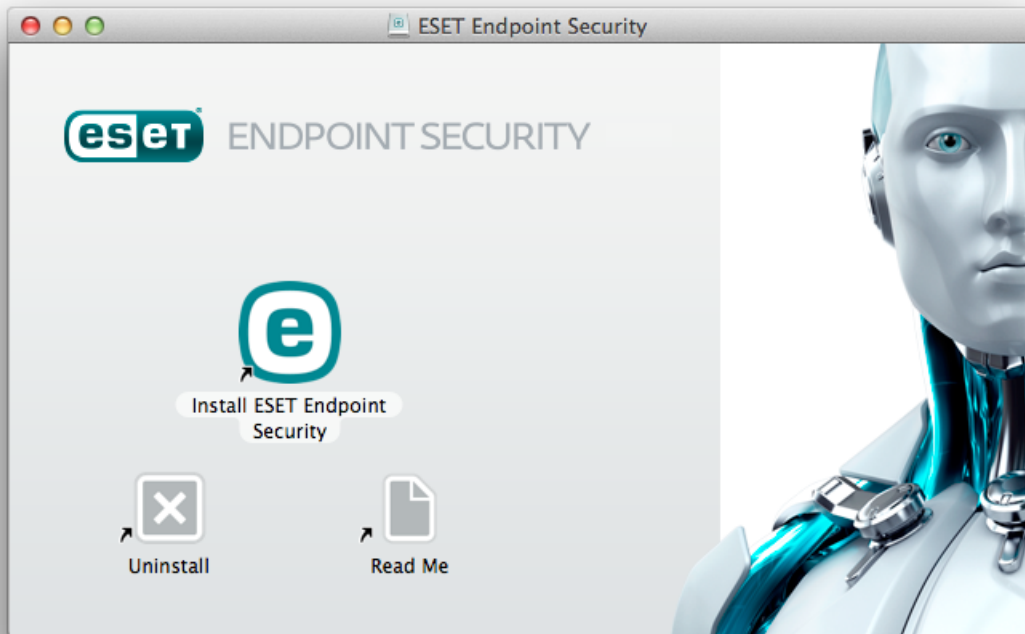 ESET Endpoint Security
eseT ENDPOINT SECURITY
e
Install ESET Endpoint
Security
Uninstall
Read Me